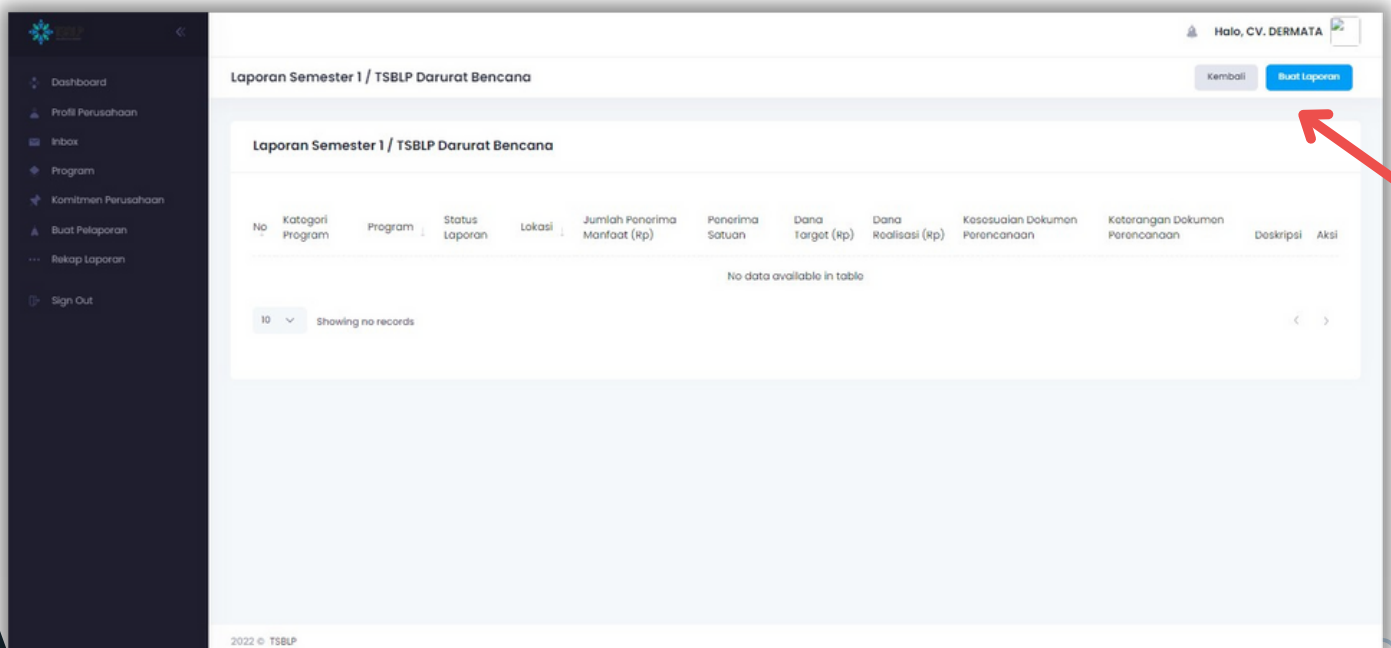 TSBLP
Halo, CV. DERMATA
Dashboard
Profil Perusahaan
Inbox
Program
Komitmen Perusahaan
Buat Pelaporan
Rekap Laporan
Sign Out
Laporan Semester 1 / TSBLP Darurat Bencana
Kembali
Buat Laporan
Laporan Semester 1 / TSBLP Darurat Bencana
No
Kategori
Program
Program
Status
Laporan
Lokasi
Jumlah Penerima
Manfaat (Rp)
Penerima
Satuan
Dana
Target (Rp)
Dana
Realisasi (Rp)
Kesesuaian Dokumen
Perencanaan
Keterangan Dokumen
Perencanaan
Deskripsi
Aksi
No data available in table
10
Showing no records
2022 © TSBLP